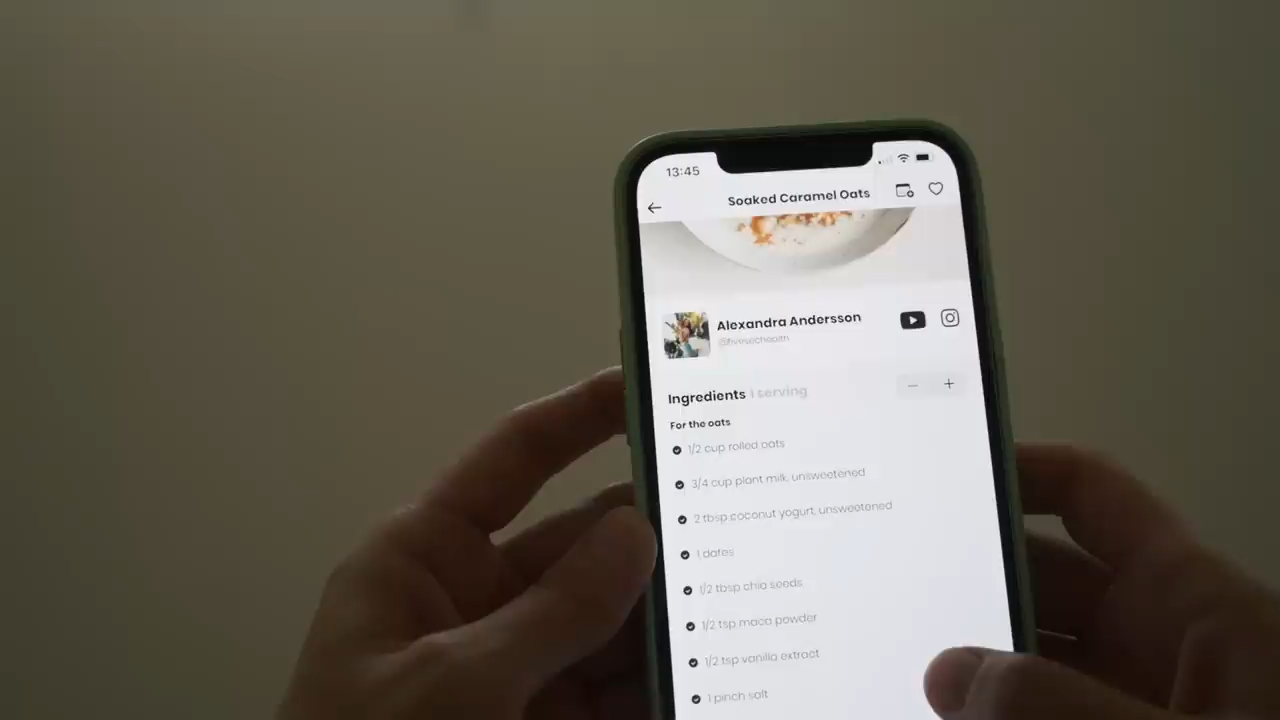 13:45
Soaked Caramel Oats
Alexandra Andersson
@fivesechealth
Ingredients 1 serving
For the oats
1/2 cup rolled oats
3/4 cup plant milk, unsweetened
2 tbsp coconut yogurt, unsweetened
1 dates
1/2 tbsp chia seeds
1/2 tsp maca powder
1/2 tsp vanilla extract
1 pinch salt